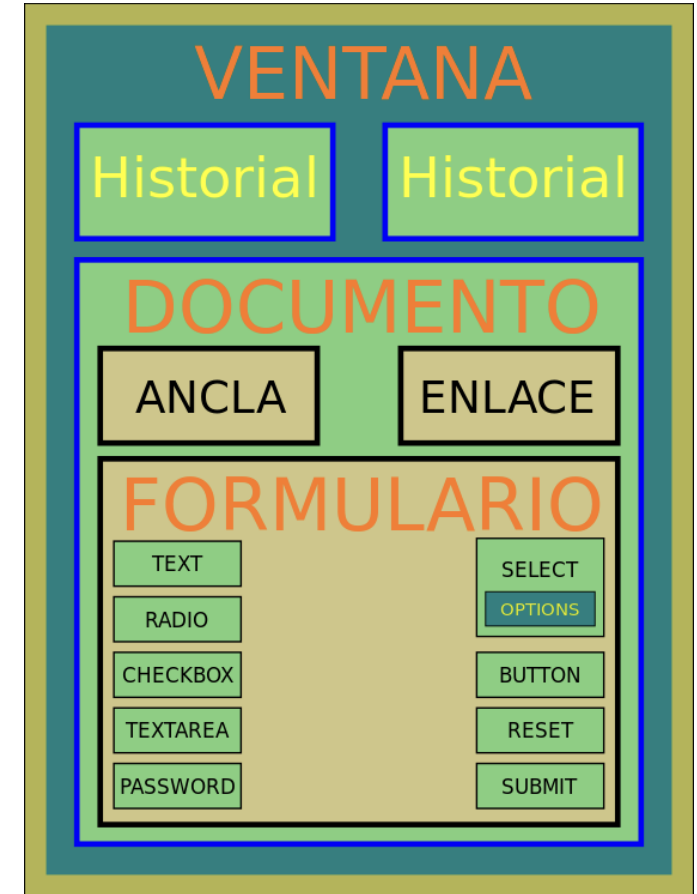 VENTANA
Historial
Historial
DOCUMENTO
ANCLA
ENLACE
FORMULARIO
TEXT
RADIO
CHECKBOX
TEXTAREA
PASSWORD
SELECT
OPTIONS
BUTTON
RESET
SUBMIT